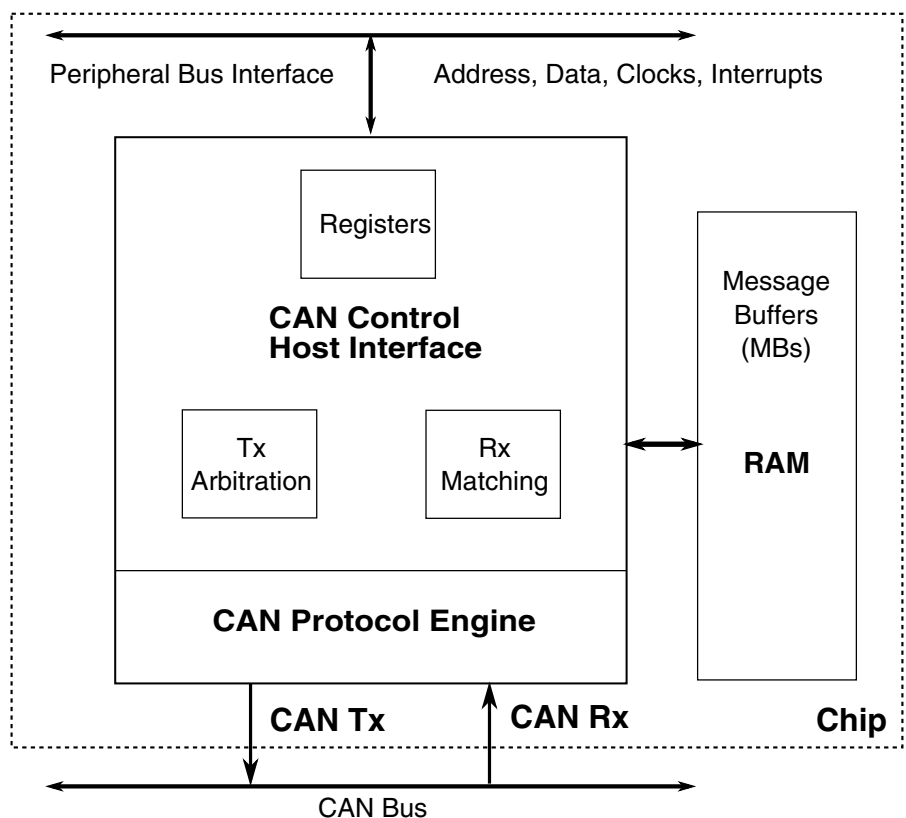 Peripheral Bus Interface
Address, Data, Clocks, Interrupts
Registers
CAN Control
Host Interface
Message
Buffers
(MBs)
Tx
Arbitration
Rx
Matching
RAM
CAN Protocol Engine
CAN Tx
CAN Rx
Chip
CAN Bus